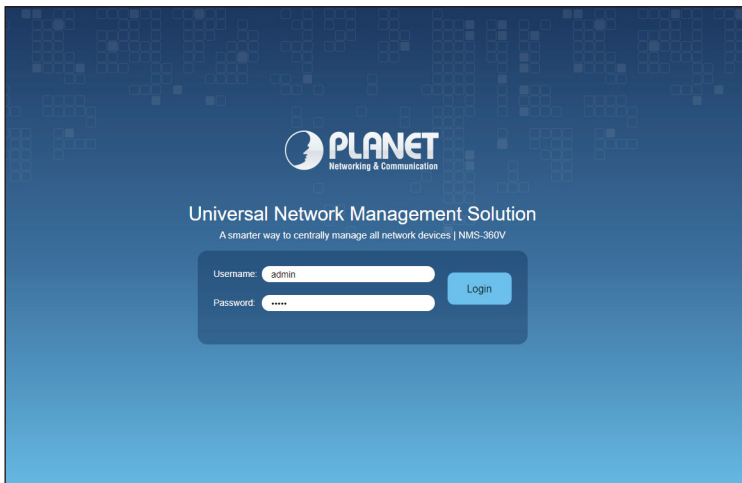 PLANET
Networking & Communication
Universal Network Management Solution
A smarter way to centrally manage all network devices | NMS-360V
Username: admin
Password: •••••
Login